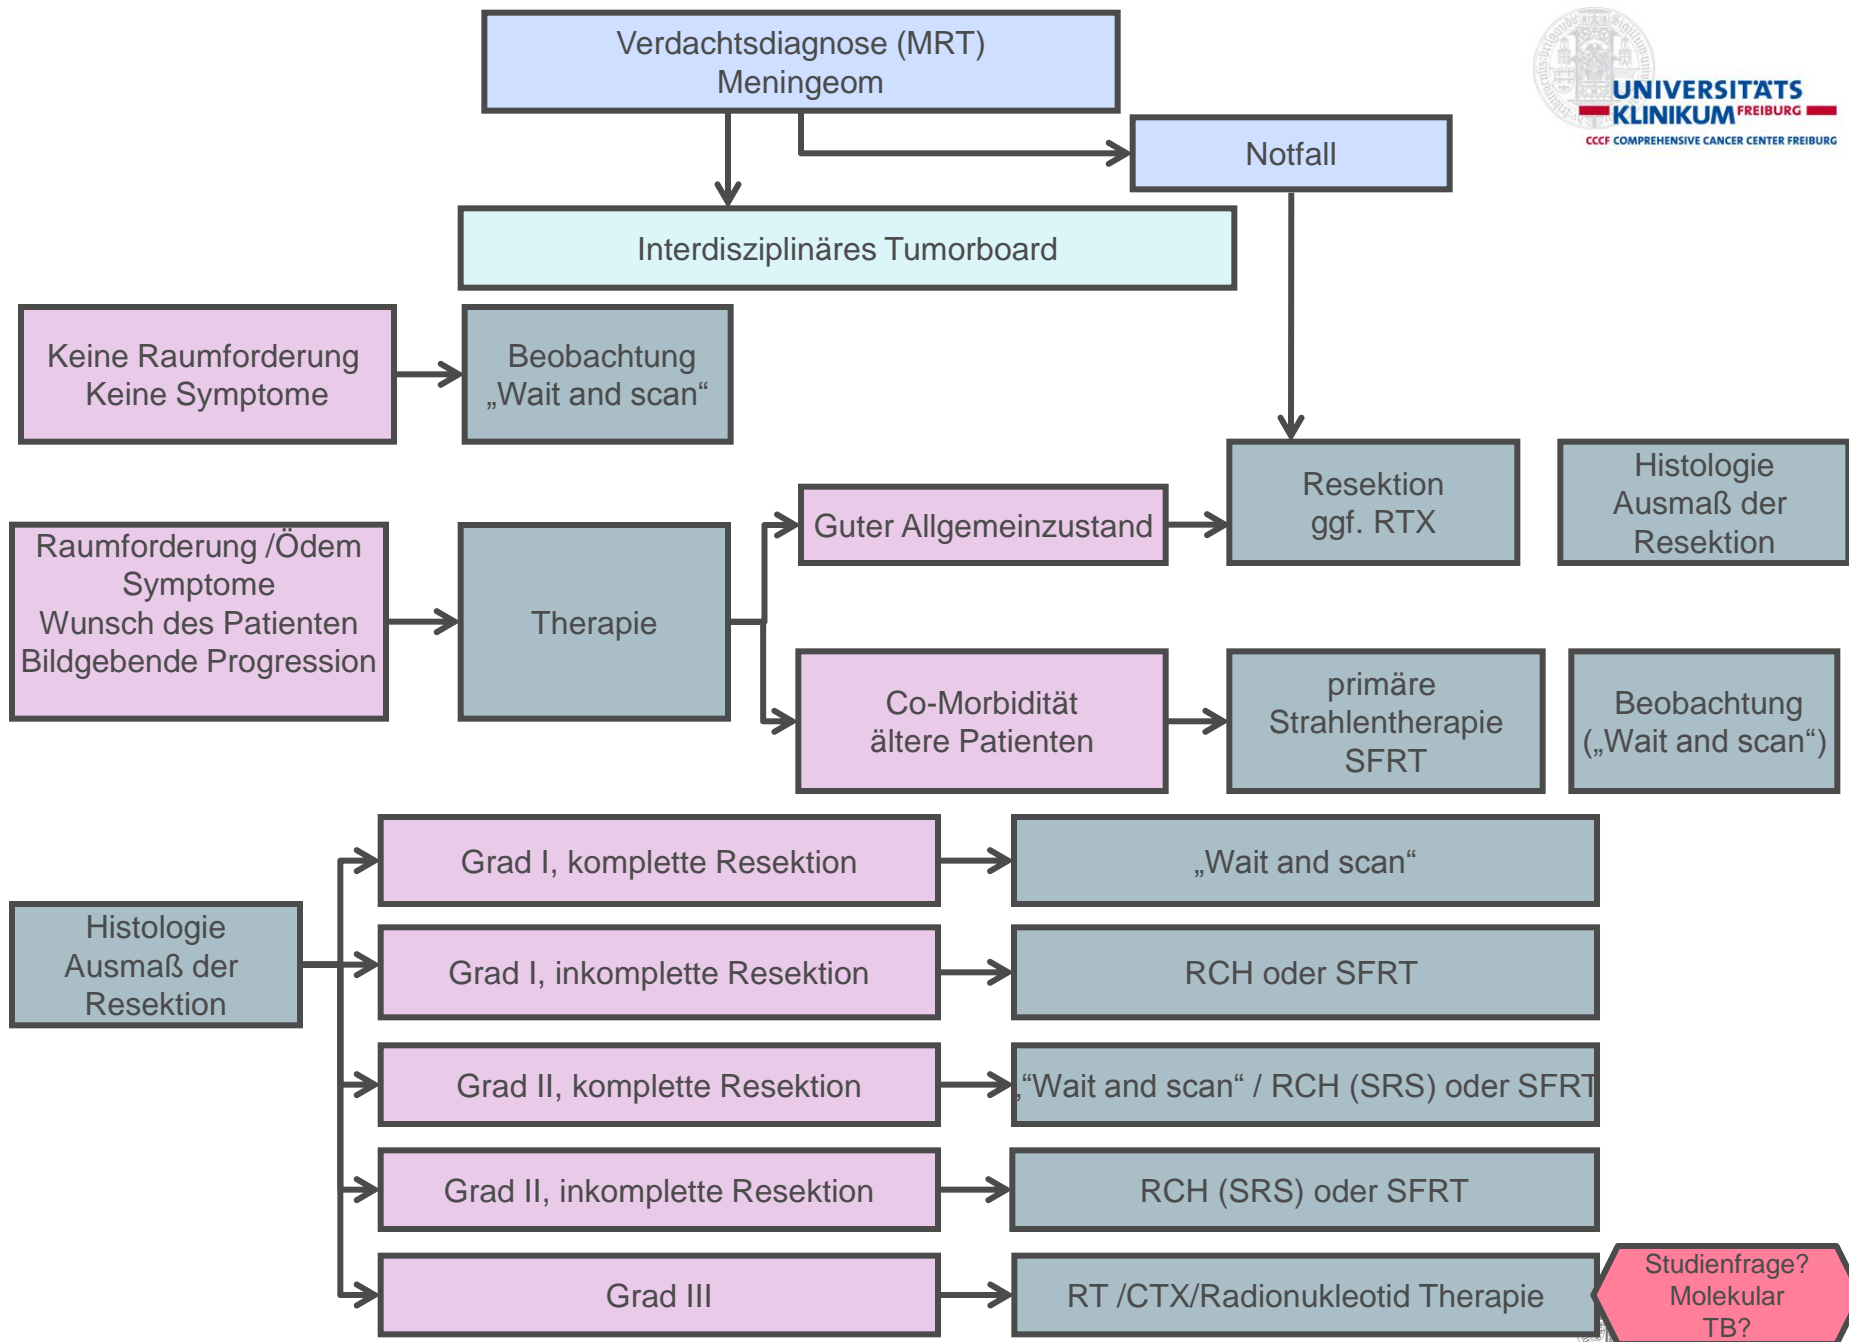 Verdachtsdiagnose (MRT)
Meningeom
UNIVERSITÄTS
KLINIKUM FREIBURG
CCCF COMPREHENSIVE CANCER CENTER FREIBURG
Notfall
Interdisziplinäres Tumorboard
Keine Raumforderung
Keine Symptome
Beobachtung
„Wait and scan“
Raumforderung /Ödem
Symptome
Wunsch des Patienten
Bildgebende Progression
Therapie
Guter Allgemeinzustand
Resektion
ggf. RTX
Histologie
Ausmaß der
Resektion
Co-Morbidität
ältere Patienten
primäre
Strahlentherapie
SFRT
Beobachtung
(„Wait and scan“)
Histologie
Ausmaß der
Resektion
Grad I, komplette Resektion
„Wait and scan“
Grad I, inkomplette Resektion
RCH oder SFRT
Grad II, komplette Resektion
„“Wait and scan“ / RCH (SRS) oder SFRT
Grad II, inkomplette Resektion
RCH (SRS) oder SFRT
Grad III
RT /CTX/Radionukleotid Therapie
Studienfrage?
Molekular
TB?